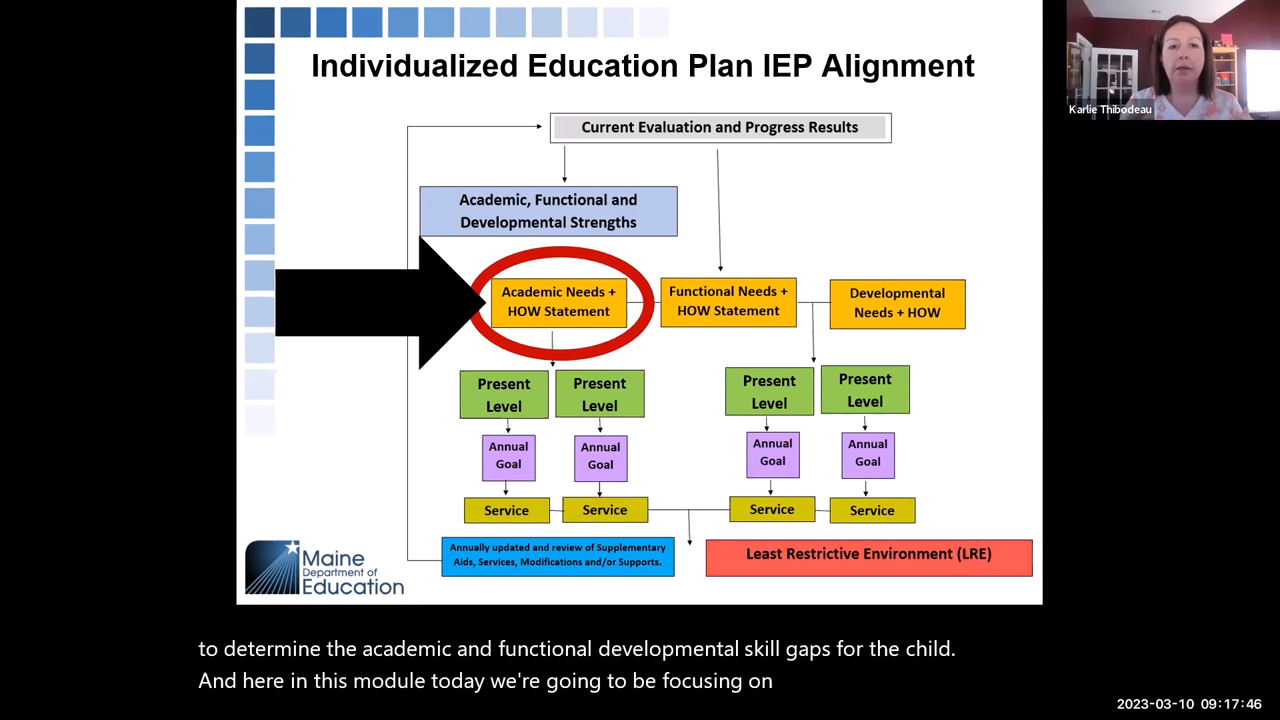 Individualized Education Plan IEP Alignment
Karlie Thibodeau
Current Evaluation and Progress Results
Academic, Functional and
Developmental Strengths
Academic Needs +
HOW Statement
Functional Needs +
HOW Statement
Developmental
Needs + HOW
Present
Level
Present
Level
Present
Level
Present
Level
Annual
Goal
Annual
Goal
Annual
Goal
Annual
Goal
Service
Service
Service
Service
Annually updated and review of Supplementary
Aids, Services, Modifications and/or Supports.
Least Restrictive Environment (LRE)
Maine
Department of
Education
to determine the academic and functional developmental skill gaps for the child.
And here in this module today we're going to be focusing on
2023-03-10 09:17:46